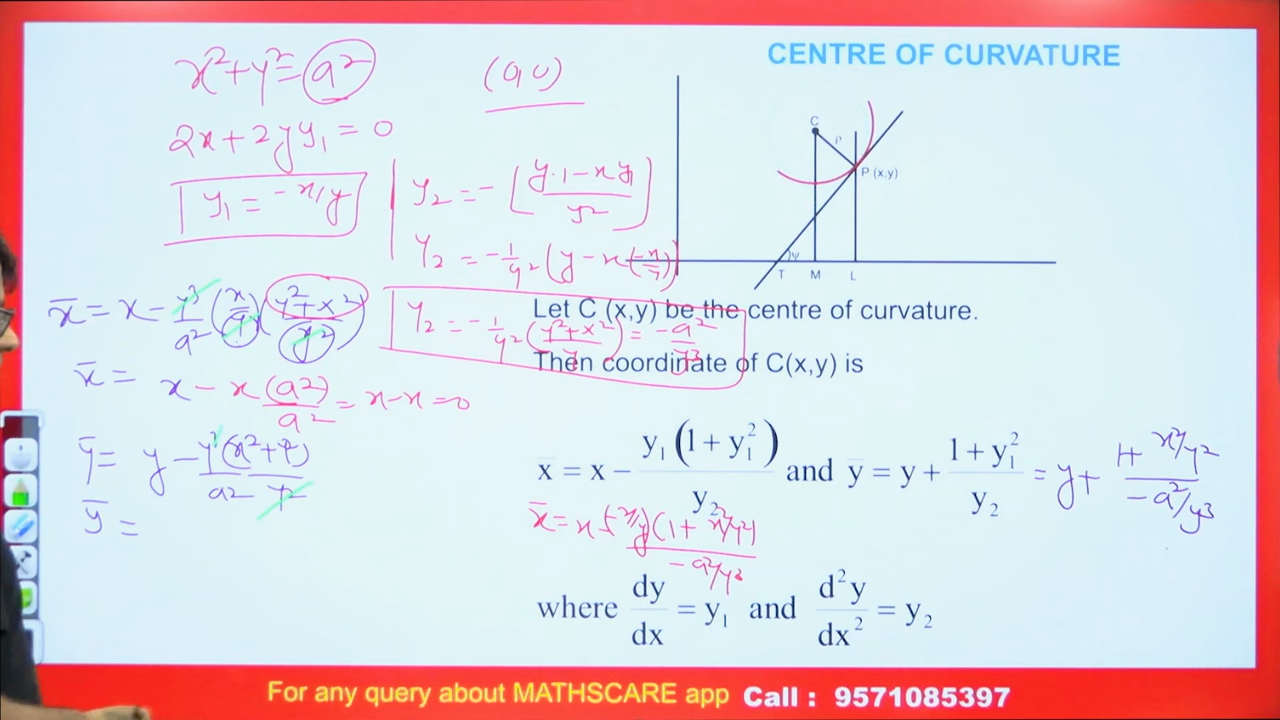 CENTRE OF CURVATURE
x²+y²=a²
2x+2yy₁=0
y₁=-x/y
y₂=-[(y·1-xy₁)/y²]
y₂=-1/y²(y-x(-x/y))
y₂=-1/y²((y²+x²)/y)=-a²/y³
C
ρ
P (x,y)
ψ
T M L
x̄=x-y³/a²(x/y)((y²+x²)/y²)
x̄= x-x(a²)/a²=x-x=0
ȳ= y-y³(x²+y²)/a² y²
ȳ=
Let C (x,y) be the centre of curvature.
Then coordinate of C(x,y) is
x̄ = x − y₁(1 + y₁²)/y₂ and ȳ = y + (1 + y₁²)/y₂ =y+ (1+x²/y²)/(-a²/y³)
x̄=x-(-x/y)(1+x²/y²)/(-a²/y³)
where dy/dx = y₁ and d²y/dx² = y₂
For any query about MATHSCARE app Call : 9571085397